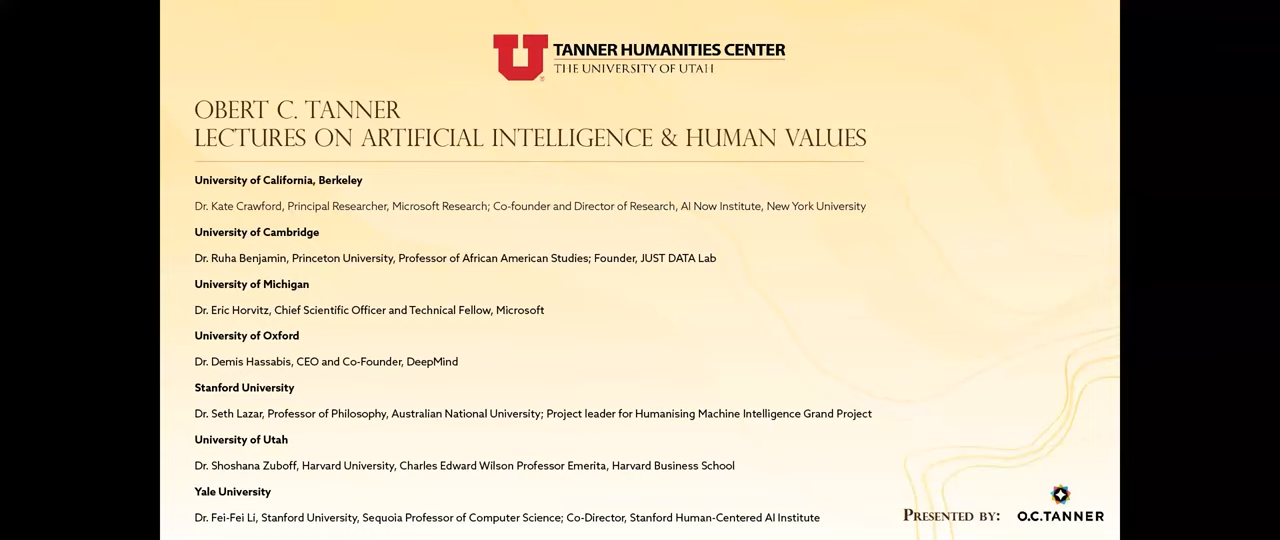 U
TANNER HUMANITIES CENTER
THE UNIVERSITY OF UTAH
OBERT C. TANNER
LECTURES ON ARTIFICIAL INTELLIGENCE & HUMAN VALUES
University of California, Berkeley
Dr. Kate Crawford, Principal Researcher, Microsoft Research; Co-founder and Director of Research, AI Now Institute, New York University
University of Cambridge
Dr. Ruha Benjamin, Princeton University, Professor of African American Studies; Founder, JUST DATA Lab
University of Michigan
Dr. Eric Horvitz, Chief Scientific Officer and Technical Fellow, Microsoft
University of Oxford
Dr. Demis Hassabis, CEO and Co-Founder, DeepMind
Stanford University
Dr. Seth Lazar, Professor of Philosophy, Australian National University; Project leader for Humanising Machine Intelligence Grand Project
University of Utah
Dr. Shoshana Zuboff, Harvard University, Charles Edward Wilson Professor Emerita, Harvard Business School
Yale University
Dr. Fei-Fei Li, Stanford University, Sequoia Professor of Computer Science; Co-Director, Stanford Human-Centered AI Institute
PRESENTED BY:
O.C.TANNER